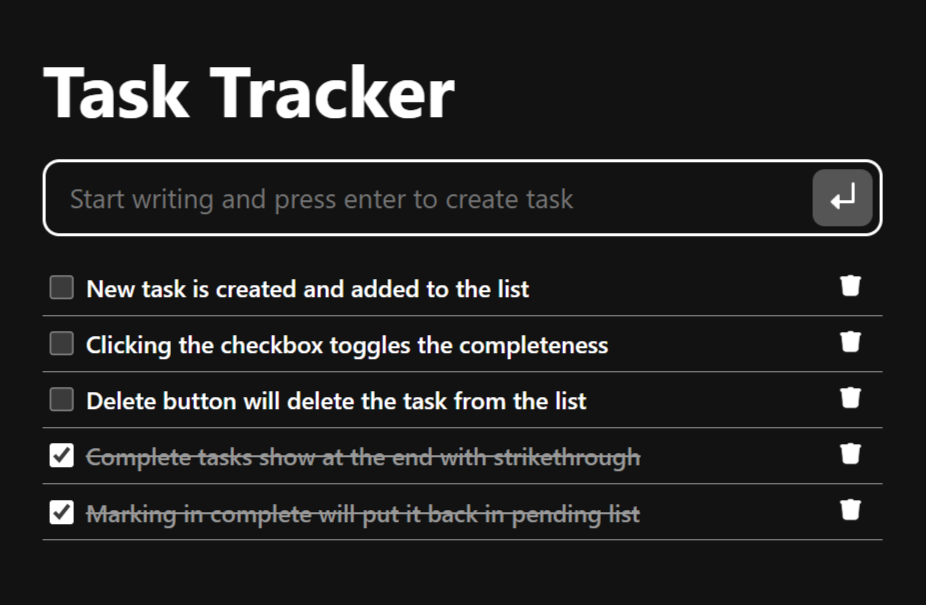 Task Tracker
Start writing and press enter to create task
New task is created and added to the list
Clicking the checkbox toggles the completeness
Delete button will delete the task from the list
Complete tasks show at the end with strikethrough
Marking in complete will put it back in pending list